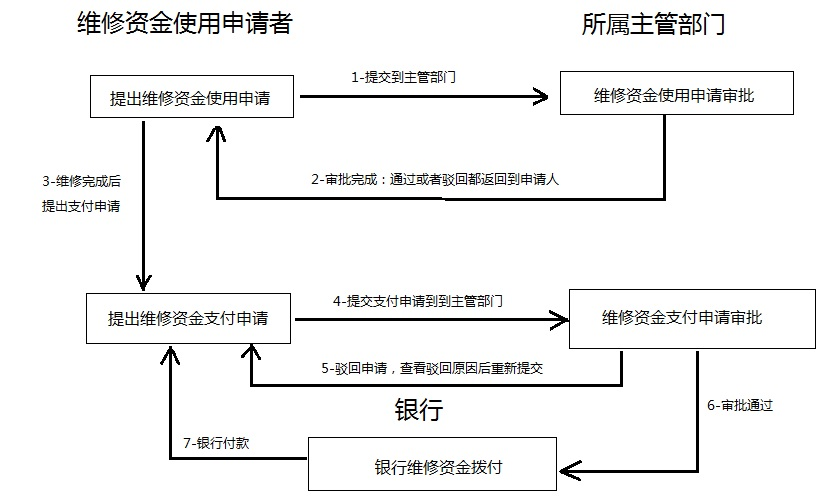 维修资金使用申请者
所属主管部门
1-提交到主管部门
提出维修资金使用申请
维修资金使用申请审批
2-审批完成：通过或者驳回都返回到申请人
3-维修完成后
提出支付申请
4-提交支付申请到到主管部门
提出维修资金支付申请
维修资金支付申请审批
5-驳回申请，查看驳回原因后重新提交
银行
6-审批通过
7-银行付款
银行维修资金拨付